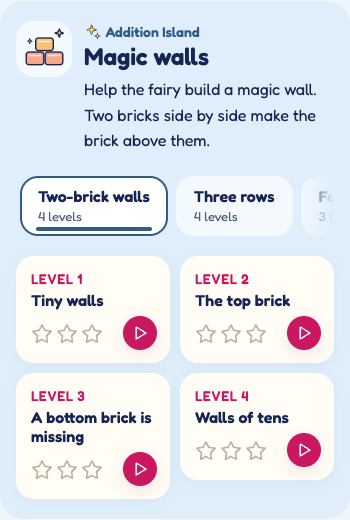 Addition Island
Magic walls
Help the fairy build a magic wall.
Two bricks side by side make the
brick above them.
Two-brick walls
4 levels
Three rows
4 levels
LEVEL 1
Tiny walls
LEVEL 2
The top brick
LEVEL 3
A bottom brick is
missing
LEVEL 4
Walls of tens